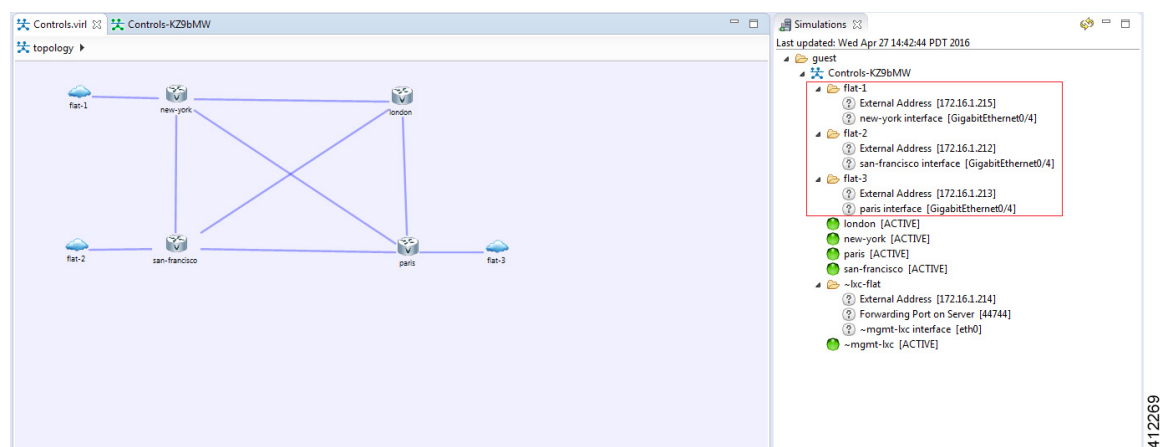 Controls.virl
Controls-KZ9bMW
topology
flat-1
new-york
london
flat-2
san-francisco
paris
flat-3
Simulations
Last updated: Wed Apr 27 14:42:44 PDT 2016
guest
Controls-KZ9bMW
flat-1
External Address [172.16.1.215]
new-york interface [GigabitEthernet0/4]
flat-2
External Address [172.16.1.212]
san-francisco interface [GigabitEthernet0/4]
flat-3
External Address [172.16.1.213]
paris interface [GigabitEthernet0/4]
london [ACTIVE]
new-york [ACTIVE]
paris [ACTIVE]
san-francisco [ACTIVE]
~lxc-flat
External Address [172.16.1.214]
Forwarding Port on Server [44744]
~mgmt-lxc interface [eth0]
~mgmt-lxc [ACTIVE]
412269